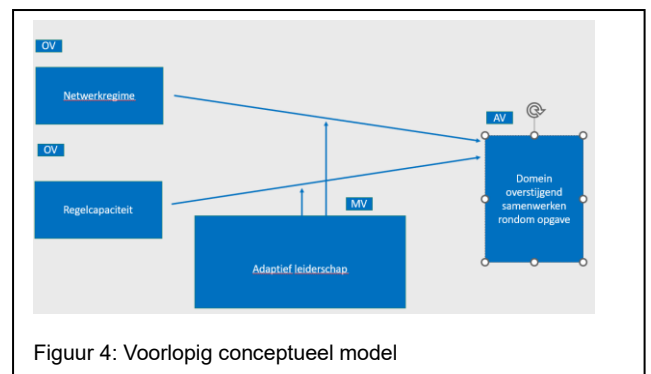 OV
Netwerkregime
OV
Regelcapaciteit
MV
Adaptief leiderschap
AV
Domein
overstijgend
samenwerken
rondom opgave
Figuur 4: Voorlopig conceptueel model